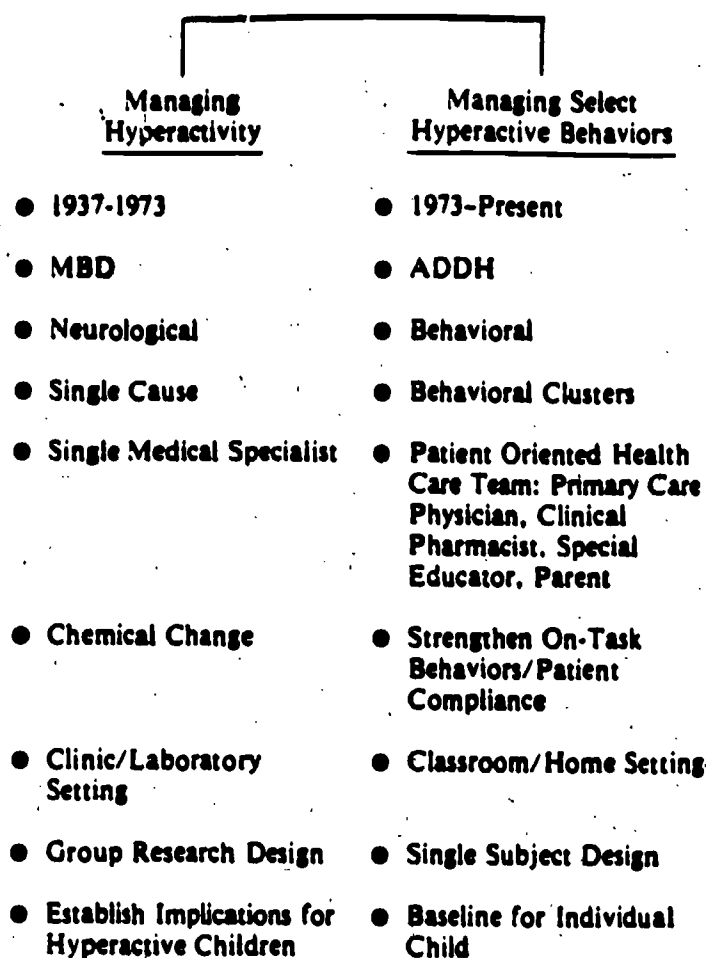 Managing
Hyperactivity
● 1937-1973
● MBD
● Neurological
● Single Cause
● Single Medical Specialist
● Chemical Change
● Clinic/Laboratory
Setting
● Group Research Design
● Establish Implications for
Hyperactive Children
Managing Select
Hyperactive Behaviors
● 1973-Present
● ADDH
● Behavioral
● Behavioral Clusters
● Patient Oriented Health
Care Team: Primary Care
Physician, Clinical
Pharmacist, Special
Educator, Parent
● Strengthen On-Task
Behaviors/Patient
Compliance
● Classroom/Home Setting
● Single Subject Design
● Baseline for Individual
Child